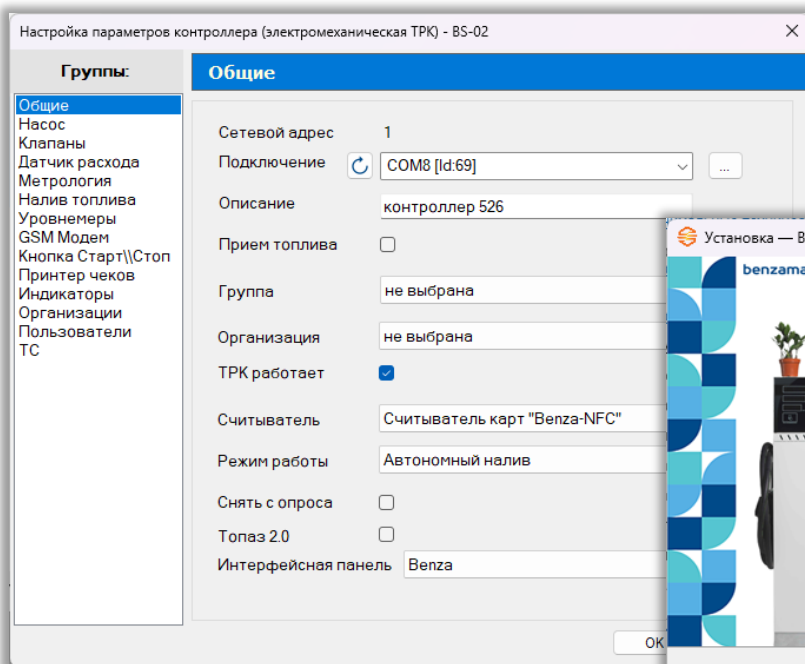 Настройка параметров контроллера (электромеханическая ТРК) - BS-02
Группы:
Общие
Насос
Клапаны
Датчик расхода
Метрология
Налив топлива
Уровнемеры
GSM Модем
Кнопка Старт\\Стоп
Принтер чеков
Индикаторы
Организации
Пользователи
ТС
Общие
Сетевой адрес 1
Подключение COM8 [Id:69] ...
Описание контроллер 526
Прием топлива
Группа не выбрана
Организация не выбрана
ТРК работает
Считыватель Считыватель карт "Benza-NFC"
Режим работы Автономный налив
Снять с опроса
Топаз 2.0
Интерфейсная панель Benza
OK
Установка — B
benzama